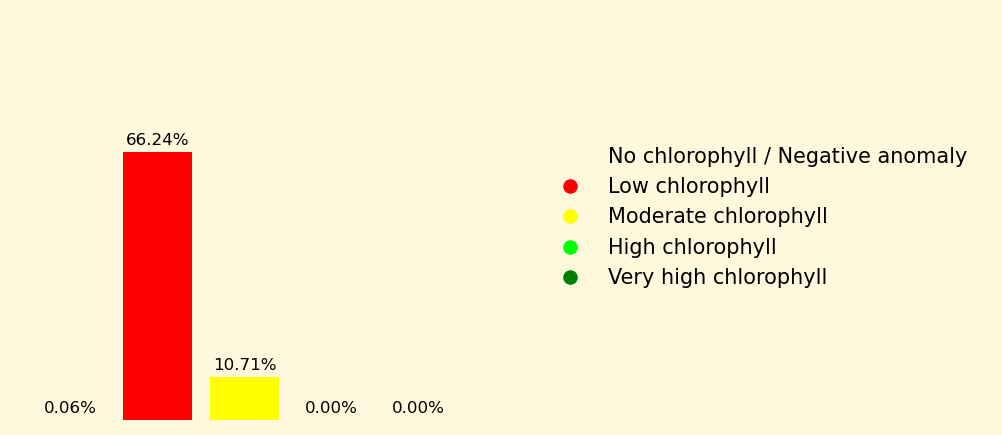 66.24%
10.71%
0.06%
0.00%
0.00%
No chlorophyll / Negative anomaly
Low chlorophyll
Moderate chlorophyll
High chlorophyll
Very high chlorophyll